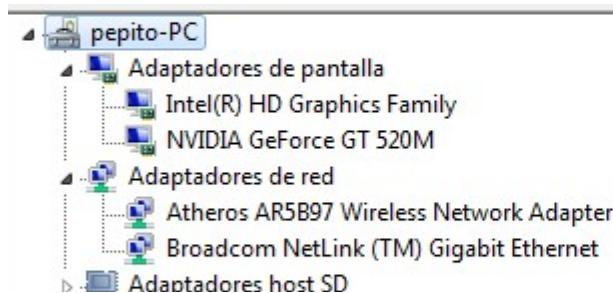 pepito-PC
Adaptadores de pantalla
Intel(R) HD Graphics Family
NVIDIA GeForce GT 520M
Adaptadores de red
Atheros AR5B97 Wireless Network Adapter
Broadcom NetLink (TM) Gigabit Ethernet
Adaptadores host SD